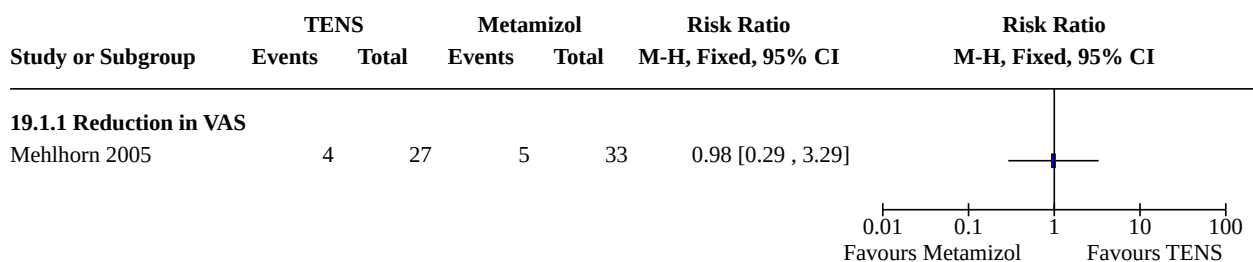 TENS Metamizol Risk Ratio Risk Ratio
Study or Subgroup Events Total Events Total M-H, Fixed, 95% CI M-H, Fixed, 95% CI
19.1.1 Reduction in VAS
Mehlhorn 2005 4 27 5 33 0.98 [0.29 , 3.29]
0.01 0.1 1 10 100
Favours Metamizol Favours TENS